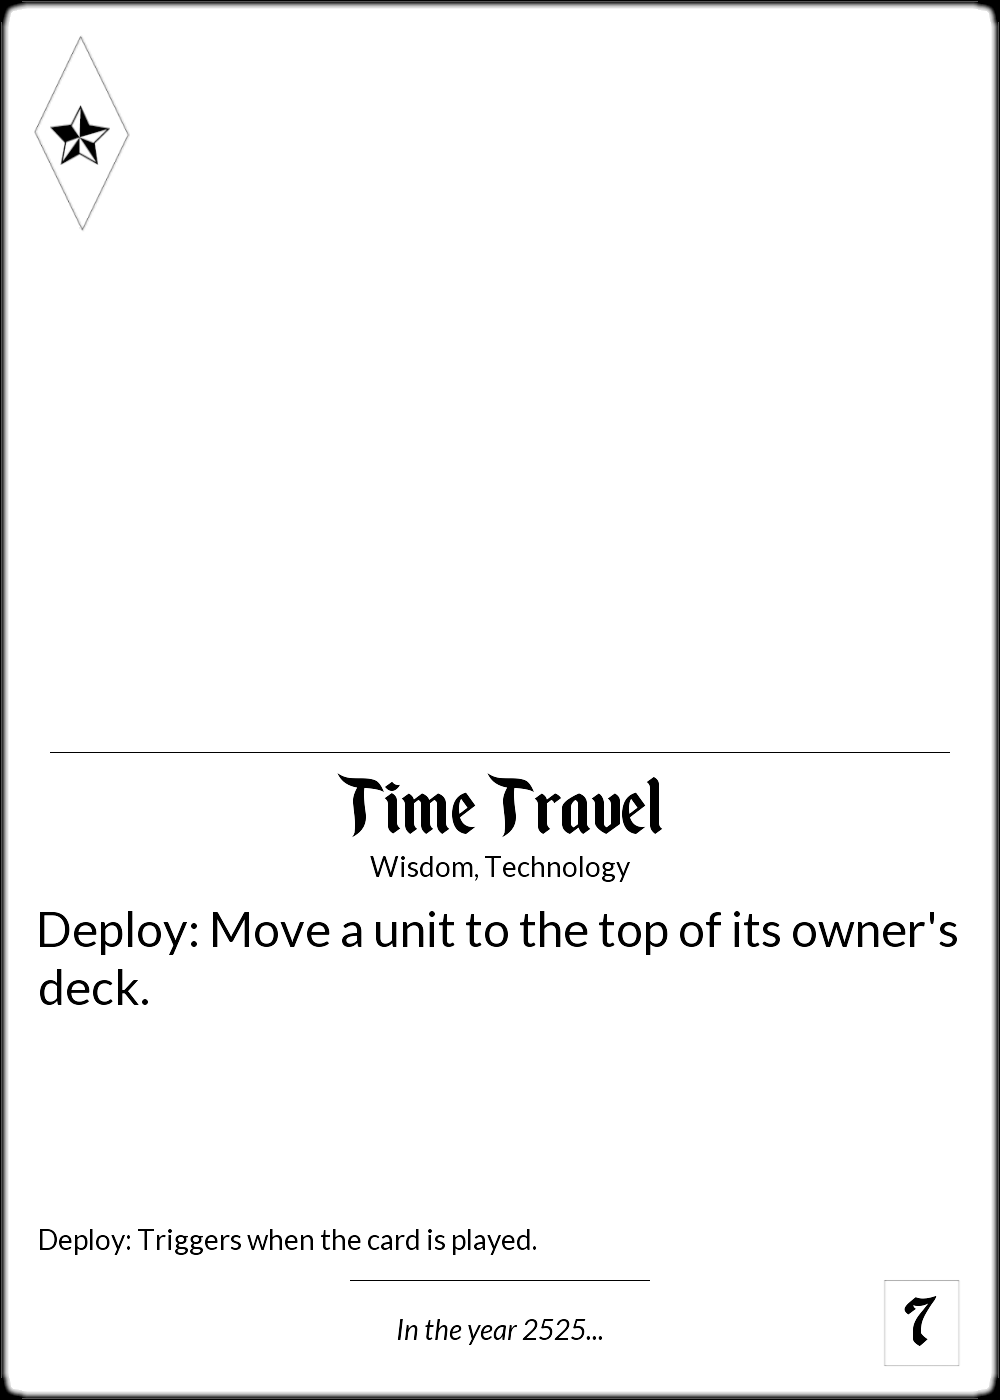 Time Travel
Wisdom, Technology
Deploy: Move a unit to the top of its owner's
deck.
Deploy: Triggers when the card is played.
In the year 2525...
7